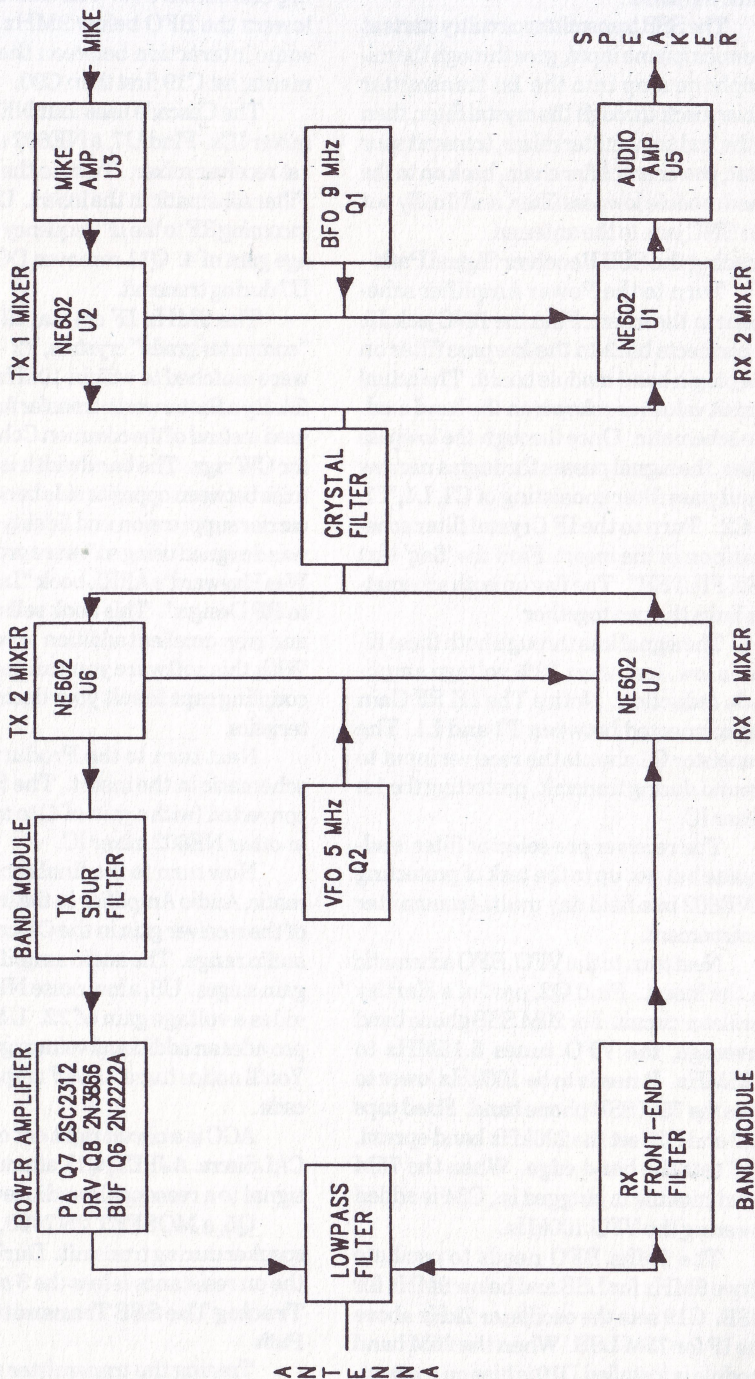 POWER AMPLIFIER
PA Q7 2SC2312
DRV Q8 2N3866
BUF Q6 2N2222A
BAND MODULE
TX
SPUR
FILTER
TX 2 MIXER
NE602
U6
TX 1 MIXER
NE602
U2
MIKE
AMP
U3
MIKE
ANTENNA
LOWPASS
FILTER
VFO 5 MHz
Q2
CRYSTAL
FILTER
BFO 9 MHz
Q1
RX
FRONT-END
FILTER
BAND MODULE
NE602
U7
RX 1 MIXER
NE602
U1
RX 2 MIXER
AUDIO
AMP
U5
SPEAKER